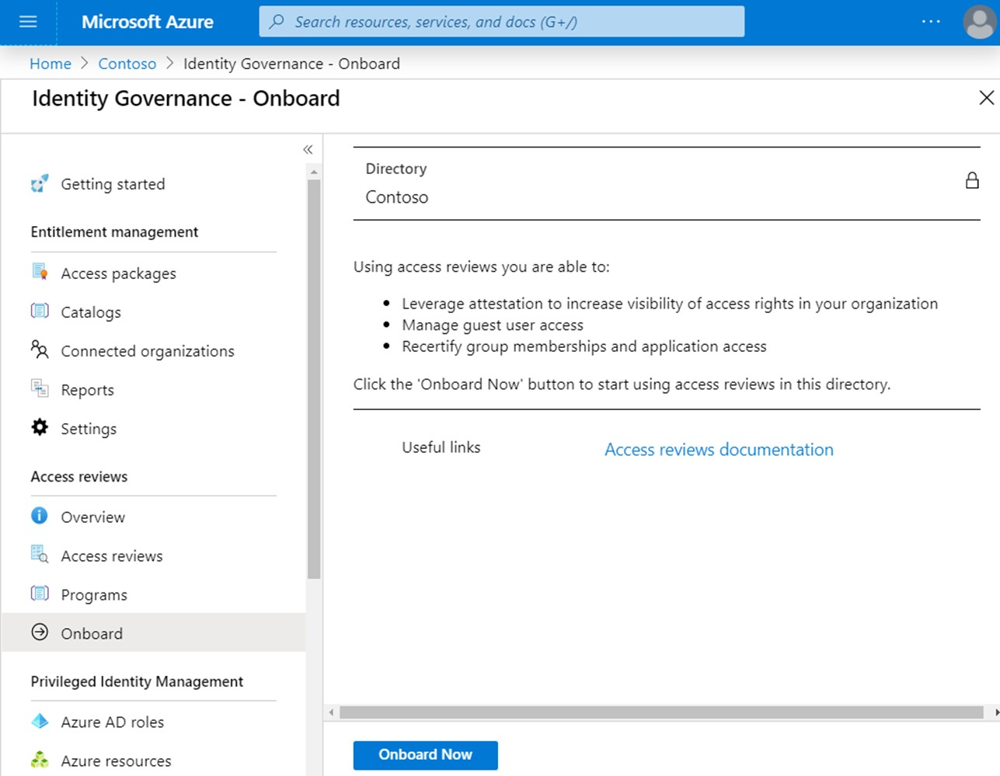 Microsoft Azure
Search resources, services, and docs (G+/)
Home > Contoso > Identity Governance - Onboard
Identity Governance - Onboard
Getting started
Entitlement management
Access packages
Catalogs
Connected organizations
Reports
Settings
Access reviews
Overview
Access reviews
Programs
Onboard
Privileged Identity Management
Azure AD roles
Azure resources
Directory
Contoso
Using access reviews you are able to:
• Leverage attestation to increase visibility of access rights in your organization
• Manage guest user access
• Recertify group memberships and application access
Click the 'Onboard Now' button to start using access reviews in this directory.
Useful links Access reviews documentation
Onboard Now